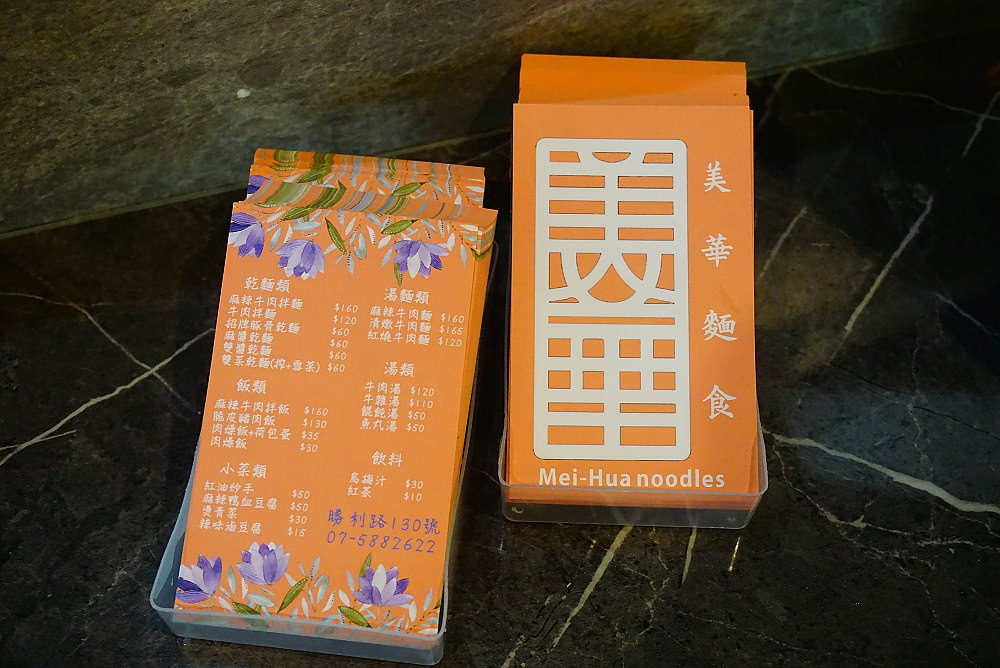 乾麵類
麻辣牛肉拌麵 $160
牛肉拌麵 $120
招牌豚骨乾麵 $60
麻醬乾麵 $60
雙醬乾麵 $60
雙菜乾麵(搾+雪菜) $60
飯類
麻辣牛肉拌飯 $160
脆皮豬肉飯 $130
肉燥飯+荷包蛋 $35
肉燥飯 $30
小菜類
紅油炒手 $60
麻辣鴨血豆腐 $50
燙青菜 $30
辣味油豆腐 $15
湯麵類
麻辣牛肉麵 $160
清燉牛肉麵 $165
紅燒牛肉麵 $120
湯類
牛肉湯 $120
牛雜湯 $110
餛飩湯 $50
魚丸湯 $50
飲料
烏梅汁 $30
紅茶 $10
勝利路130號
07-5882622
美華
美華麵食
Mei-Hua noodles